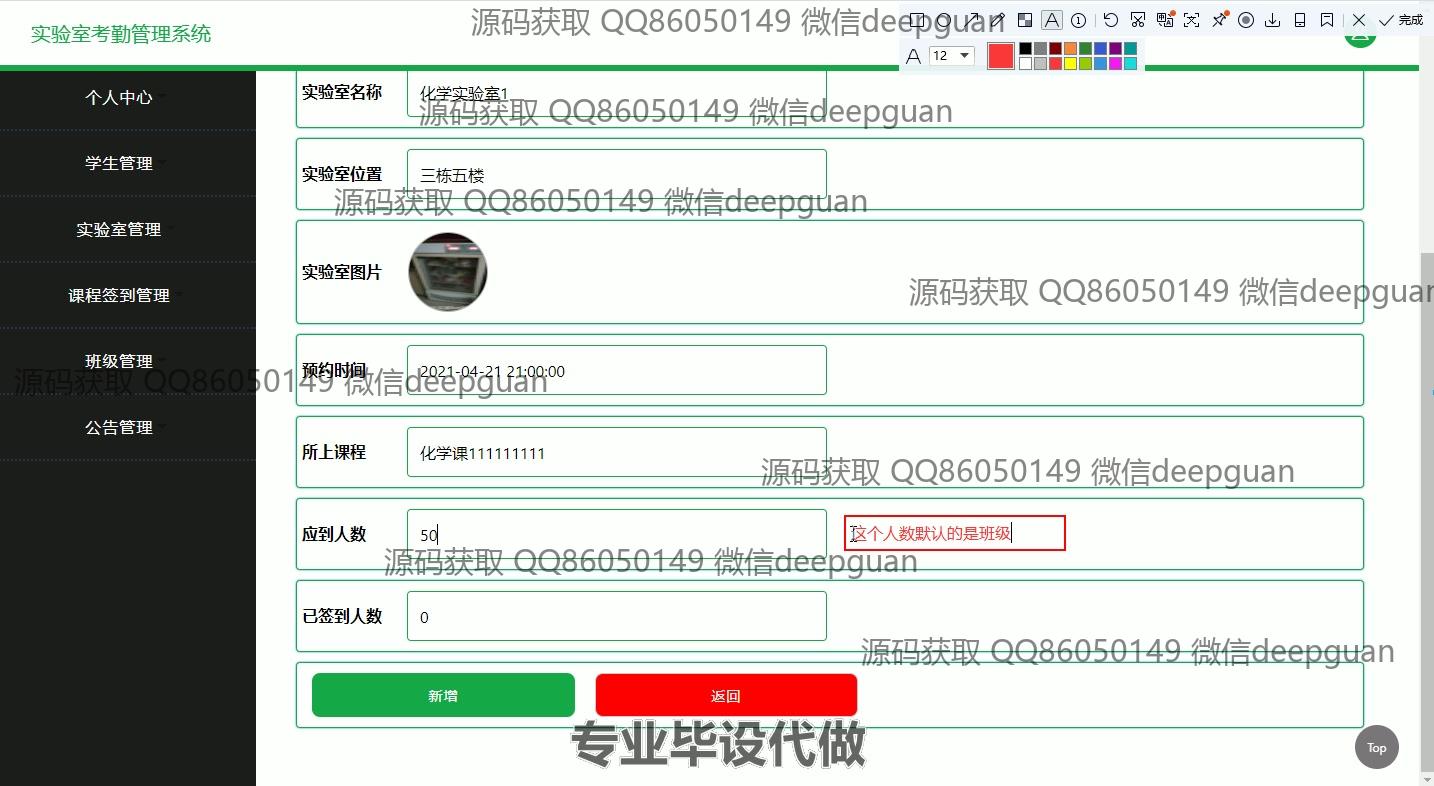 实验室考勤管理系统
源码获取 QQ86050149 微信deepguan
A
12
完成
个人中心
学生管理
实验室管理
课程签到管理
班级管理
公告管理
实验室名称
化学实验室1
源码获取 QQ86050149 微信deepguan
实验室位置
三栋五楼
源码获取 QQ86050149 微信deepguan
实验室图片
源码获取 QQ86050149 微信deepguan
预约时间
2021-04-21 21:00:00
源码获取 QQ86050149 微信deepguan
所上课程
化学课111111111
源码获取 QQ86050149 微信deepguan
应到人数
50
这个人数默认的是班级
源码获取 QQ86050149 微信deepguan
已签到人数
0
源码获取 QQ86050149 微信deepguan
新增
返回
专业毕设代做
Top